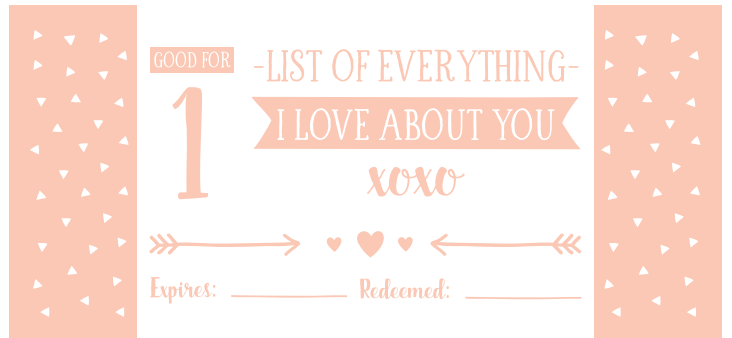 GOOD FOR
1
-LIST OF EVERYTHING-
I LOVE ABOUT YOU
xoxo
Expires:
Redeemed: